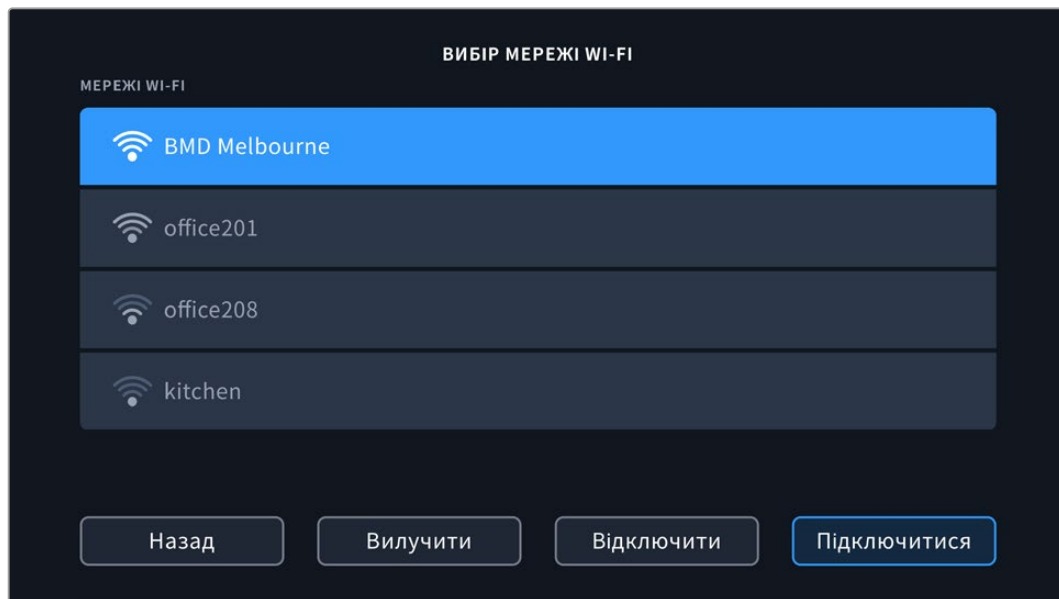 ВИБІР МЕРЕЖІ WI-FI
МЕРЕЖІ WI-FI
BMD Melbourne
office201
office208
kitchen
Назад Вилучити Відключити Підключитися